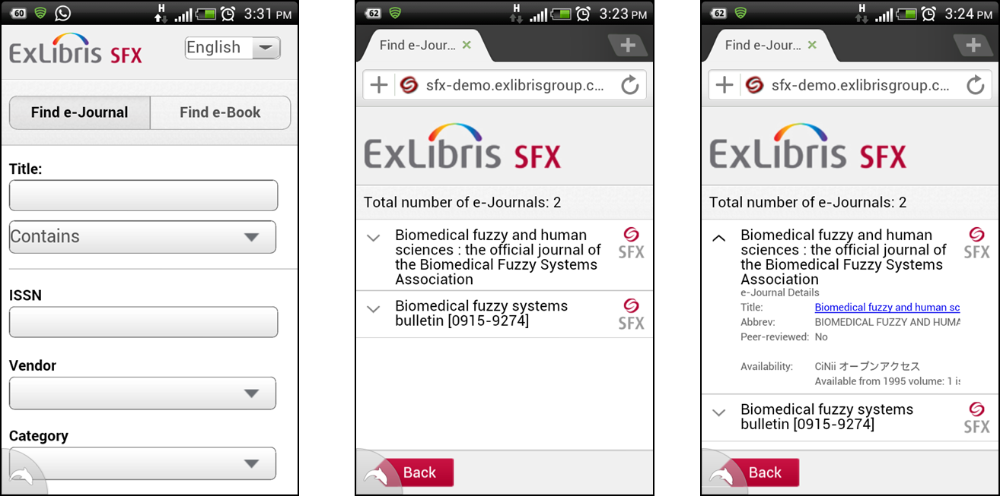 60 H 3:31 PM
ExLibris SFX English
Find e-Journal Find e-Book
Title:
Contains
ISSN
Vendor
Category
62 H 3:23 PM
Find e-Jour... ×
sfx-demo.exlibrisgroup.c...
ExLibris SFX
Total number of e-Journals: 2
Biomedical fuzzy and human
sciences : the official journal of
the Biomedical Fuzzy Systems
Association
SFX
Biomedical fuzzy systems
bulletin [0915-9274]
SFX
Back
62 H 3:24 PM
Find e-Jour... ×
sfx-demo.exlibrisgroup.c...
ExLibris SFX
Total number of e-Journals: 2
Biomedical fuzzy and human
sciences : the official journal of
the Biomedical Fuzzy Systems
Association
SFX
e-Journal Details
Title: Biomedical fuzzy and human sc
Abbrev: BIOMEDICAL FUZZY AND HUMA
Peer-reviewed: No
Availability: CiNii オープンアクセス
Available from 1995 volume: 1 is
Biomedical fuzzy systems
bulletin [0915-9274]
SFX
Back